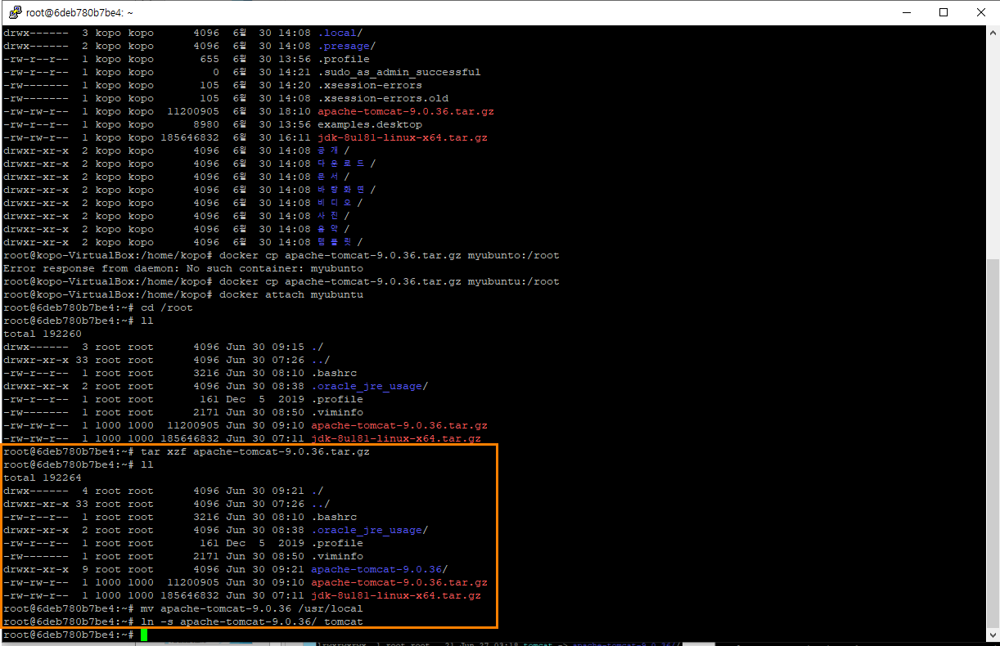 root@6deb780b7be4: ~
drwx------  3 kopo kopo      4096  6월  30 14:08 .local/
drwx------  2 kopo kopo      4096  6월  30 14:08 .presage/
-rw-r--r--  1 kopo kopo       655  6월  30 13:56 .profile
-rw-r--r--  1 kopo kopo         0  6월  30 14:21 .sudo_as_admin_successful
-rw-------  1 kopo kopo       105  6월  30 14:20 .xsession-errors
-rw-------  1 kopo kopo       105  6월  30 14:08 .xsession-errors.old
-rw-rw-r--  1 kopo kopo  11200905  6월  30 18:10 apache-tomcat-9.0.36.tar.gz
-rw-r--r--  1 kopo kopo      8980  6월  30 13:56 examples.desktop
-rw-rw-r--  1 kopo kopo 185646832  6월  30 16:11 jdk-8u181-linux-x64.tar.gz
drwxr-xr-x  2 kopo kopo      4096  6월  30 14:08 공개/
drwxr-xr-x  2 kopo kopo      4096  6월  30 14:08 다운로드/
drwxr-xr-x  2 kopo kopo      4096  6월  30 14:08 문서/
drwxr-xr-x  2 kopo kopo      4096  6월  30 14:08 바탕화면/
drwxr-xr-x  2 kopo kopo      4096  6월  30 14:08 비디오/
drwxr-xr-x  2 kopo kopo      4096  6월  30 14:08 사진/
drwxr-xr-x  2 kopo kopo      4096  6월  30 14:08 음악/
drwxr-xr-x  2 kopo kopo      4096  6월  30 14:08 템플릿/
root@kopo-VirtualBox:/home/kopo# docker cp apache-tomcat-9.0.36.tar.gz myubunto:/root
Error response from daemon: No such container: myubunto
root@kopo-VirtualBox:/home/kopo# docker cp apache-tomcat-9.0.36.tar.gz myubuntu:/root
root@kopo-VirtualBox:/home/kopo# docker attach myubuntu
root@6deb780b7be4:~# cd /root
root@6deb780b7be4:~# ll
total 192260
drwx------  3 root root      4096 Jun 30 09:15 ./
drwxr-xr-x 33 root root      4096 Jun 30 07:26 ../
-rw-r--r--  1 root root      3216 Jun 30 08:10 .bashrc
drwxr-xr-x  2 root root      4096 Jun 30 08:38 .oracle_jre_usage/
-rw-r--r--  1 root root       161 Dec  5  2019 .profile
-rw-------  1 root root      2171 Jun 30 08:50 .viminfo
-rw-rw-r--  1 1000 1000  11200905 Jun 30 09:10 apache-tomcat-9.0.36.tar.gz
-rw-rw-r--  1 1000 1000 185646832 Jun 30 07:11 jdk-8u181-linux-x64.tar.gz
root@6deb780b7be4:~# tar xzf apache-tomcat-9.0.36.tar.gz
root@6deb780b7be4:~# ll
total 192264
drwx------  4 root root      4096 Jun 30 09:21 ./
drwxr-xr-x 33 root root      4096 Jun 30 07:26 ../
-rw-r--r--  1 root root      3216 Jun 30 08:10 .bashrc
drwxr-xr-x  2 root root      4096 Jun 30 08:38 .oracle_jre_usage/
-rw-r--r--  1 root root       161 Dec  5  2019 .profile
-rw-------  1 root root      2171 Jun 30 08:50 .viminfo
drwxr-xr-x  9 root root      4096 Jun 30 09:21 apache-tomcat-9.0.36/
-rw-rw-r--  1 1000 1000  11200905 Jun 30 09:10 apache-tomcat-9.0.36.tar.gz
-rw-rw-r--  1 1000 1000 185646832 Jun 30 07:11 jdk-8u181-linux-x64.tar.gz
root@6deb780b7be4:~# mv apache-tomcat-9.0.36 /usr/local
root@6deb780b7be4:~# ln -s apache-tomcat-9.0.36/ tomcat
root@6deb780b7be4:~#